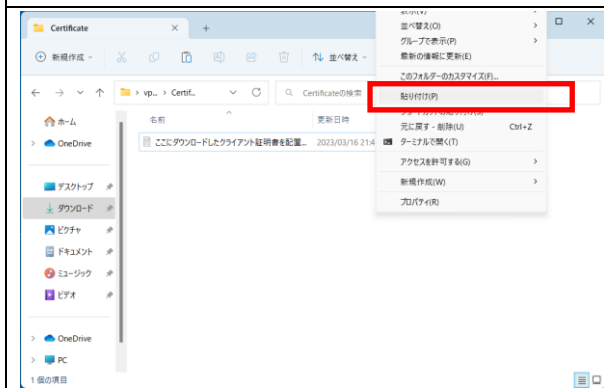 Certificate
表示(V)
並べ替え(O)
グループで表示(P)
最新の情報に更新(E)
このフォルダーのカスタマイズ(F)...
貼り付け(P)
元に戻す - 削除(U) Ctrl+Z
ターミナルで開く(T)
アクセスを許可する(G)
新規作成(W)
プロパティ(R)
新規作成
並べ替え
vp... › Certif...
Certificateの検索
名前
更新日時
ここにダウンロードしたクライアント証明書を配置...
2023/03/16 21:4
ホーム
OneDrive
デスクトップ
ダウンロード
ピクチャ
ドキュメント
ミュージック
ビデオ
OneDrive
PC
1 個の項目